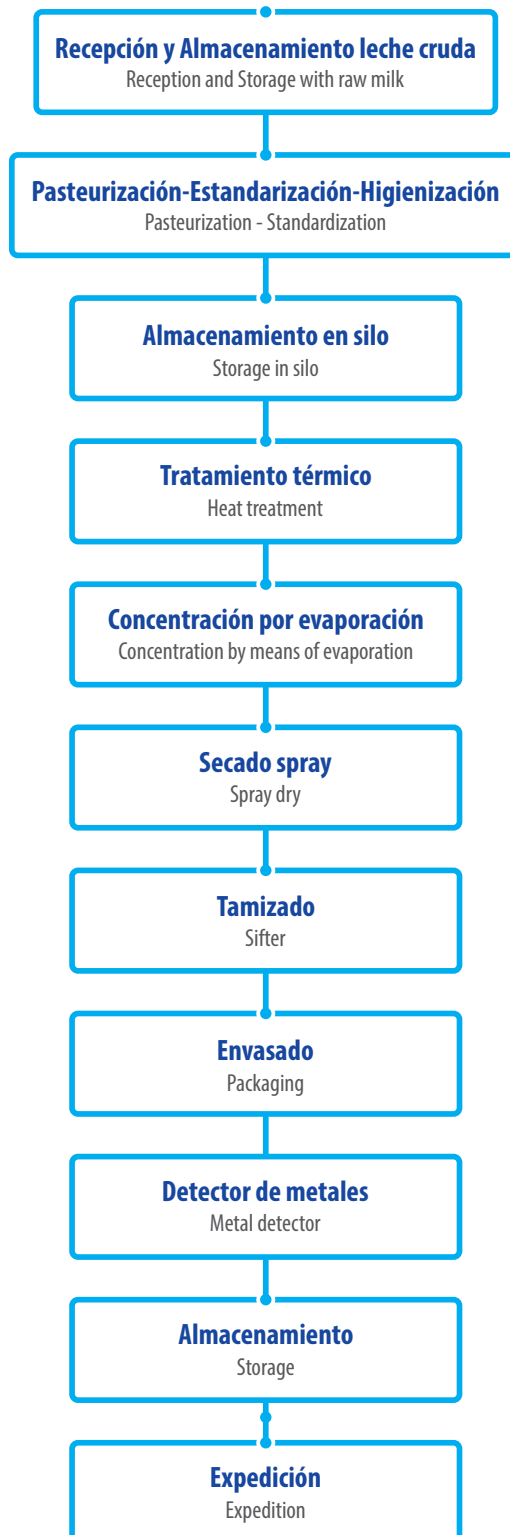 Recepción y Almacenamiento leche cruda
Reception and Storage with raw milk
Pasteurización-Estandarización-Higienización
Pasteurization - Standardization
Almacenamiento en silo
Storage in silo
Tratamiento térmico
Heat treatment
Concentración por evaporación
Concentration by means of evaporation
Secado spray
Spray dry
Tamizado
Sifter
Envasado
Packaging
Detector de metales
Metal detector
Almacenamiento
Storage
Expedición
Expedition